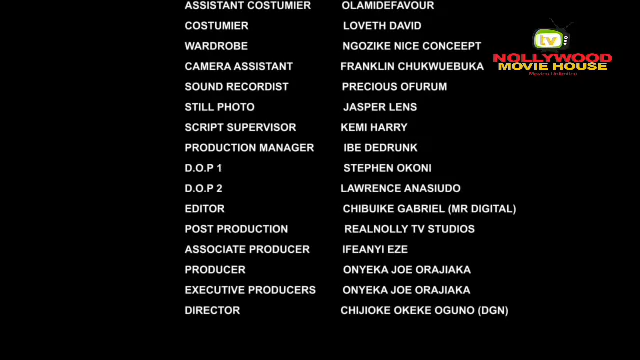 ASSISTANT COSTUMIER OLAMIDEFAVOUR
COSTUMIER LOVETH DAVID
WARDROBE NGOZIKE NICE CONCEEPT
CAMERA ASSISTANT FRANKLIN CHUKWUEBUKA
SOUND RECORDIST PRECIOUS OFURUM
STILL PHOTO JASPER LENS
SCRIPT SUPERVISOR KEMI HARRY
PRODUCTION MANAGER IBE DEDRUNK
D.O.P 1 STEPHEN OKONI
D.O.P 2 LAWRENCE ANASIUDO
EDITOR CHIBUIKE GABRIEL (MR DIGITAL)
POST PRODUCTION REALNOLLY TV STUDIOS
ASSOCIATE PRODUCER IFEANYI EZE
PRODUCER ONYEKA JOE ORAJIAKA
EXECUTIVE PRODUCERS ONYEKA JOE ORAJIAKA
DIRECTOR CHIJIOKE OKEKE OGUNO (DGN)
tv
NOLLYWOOD
MOVIE HOUSE